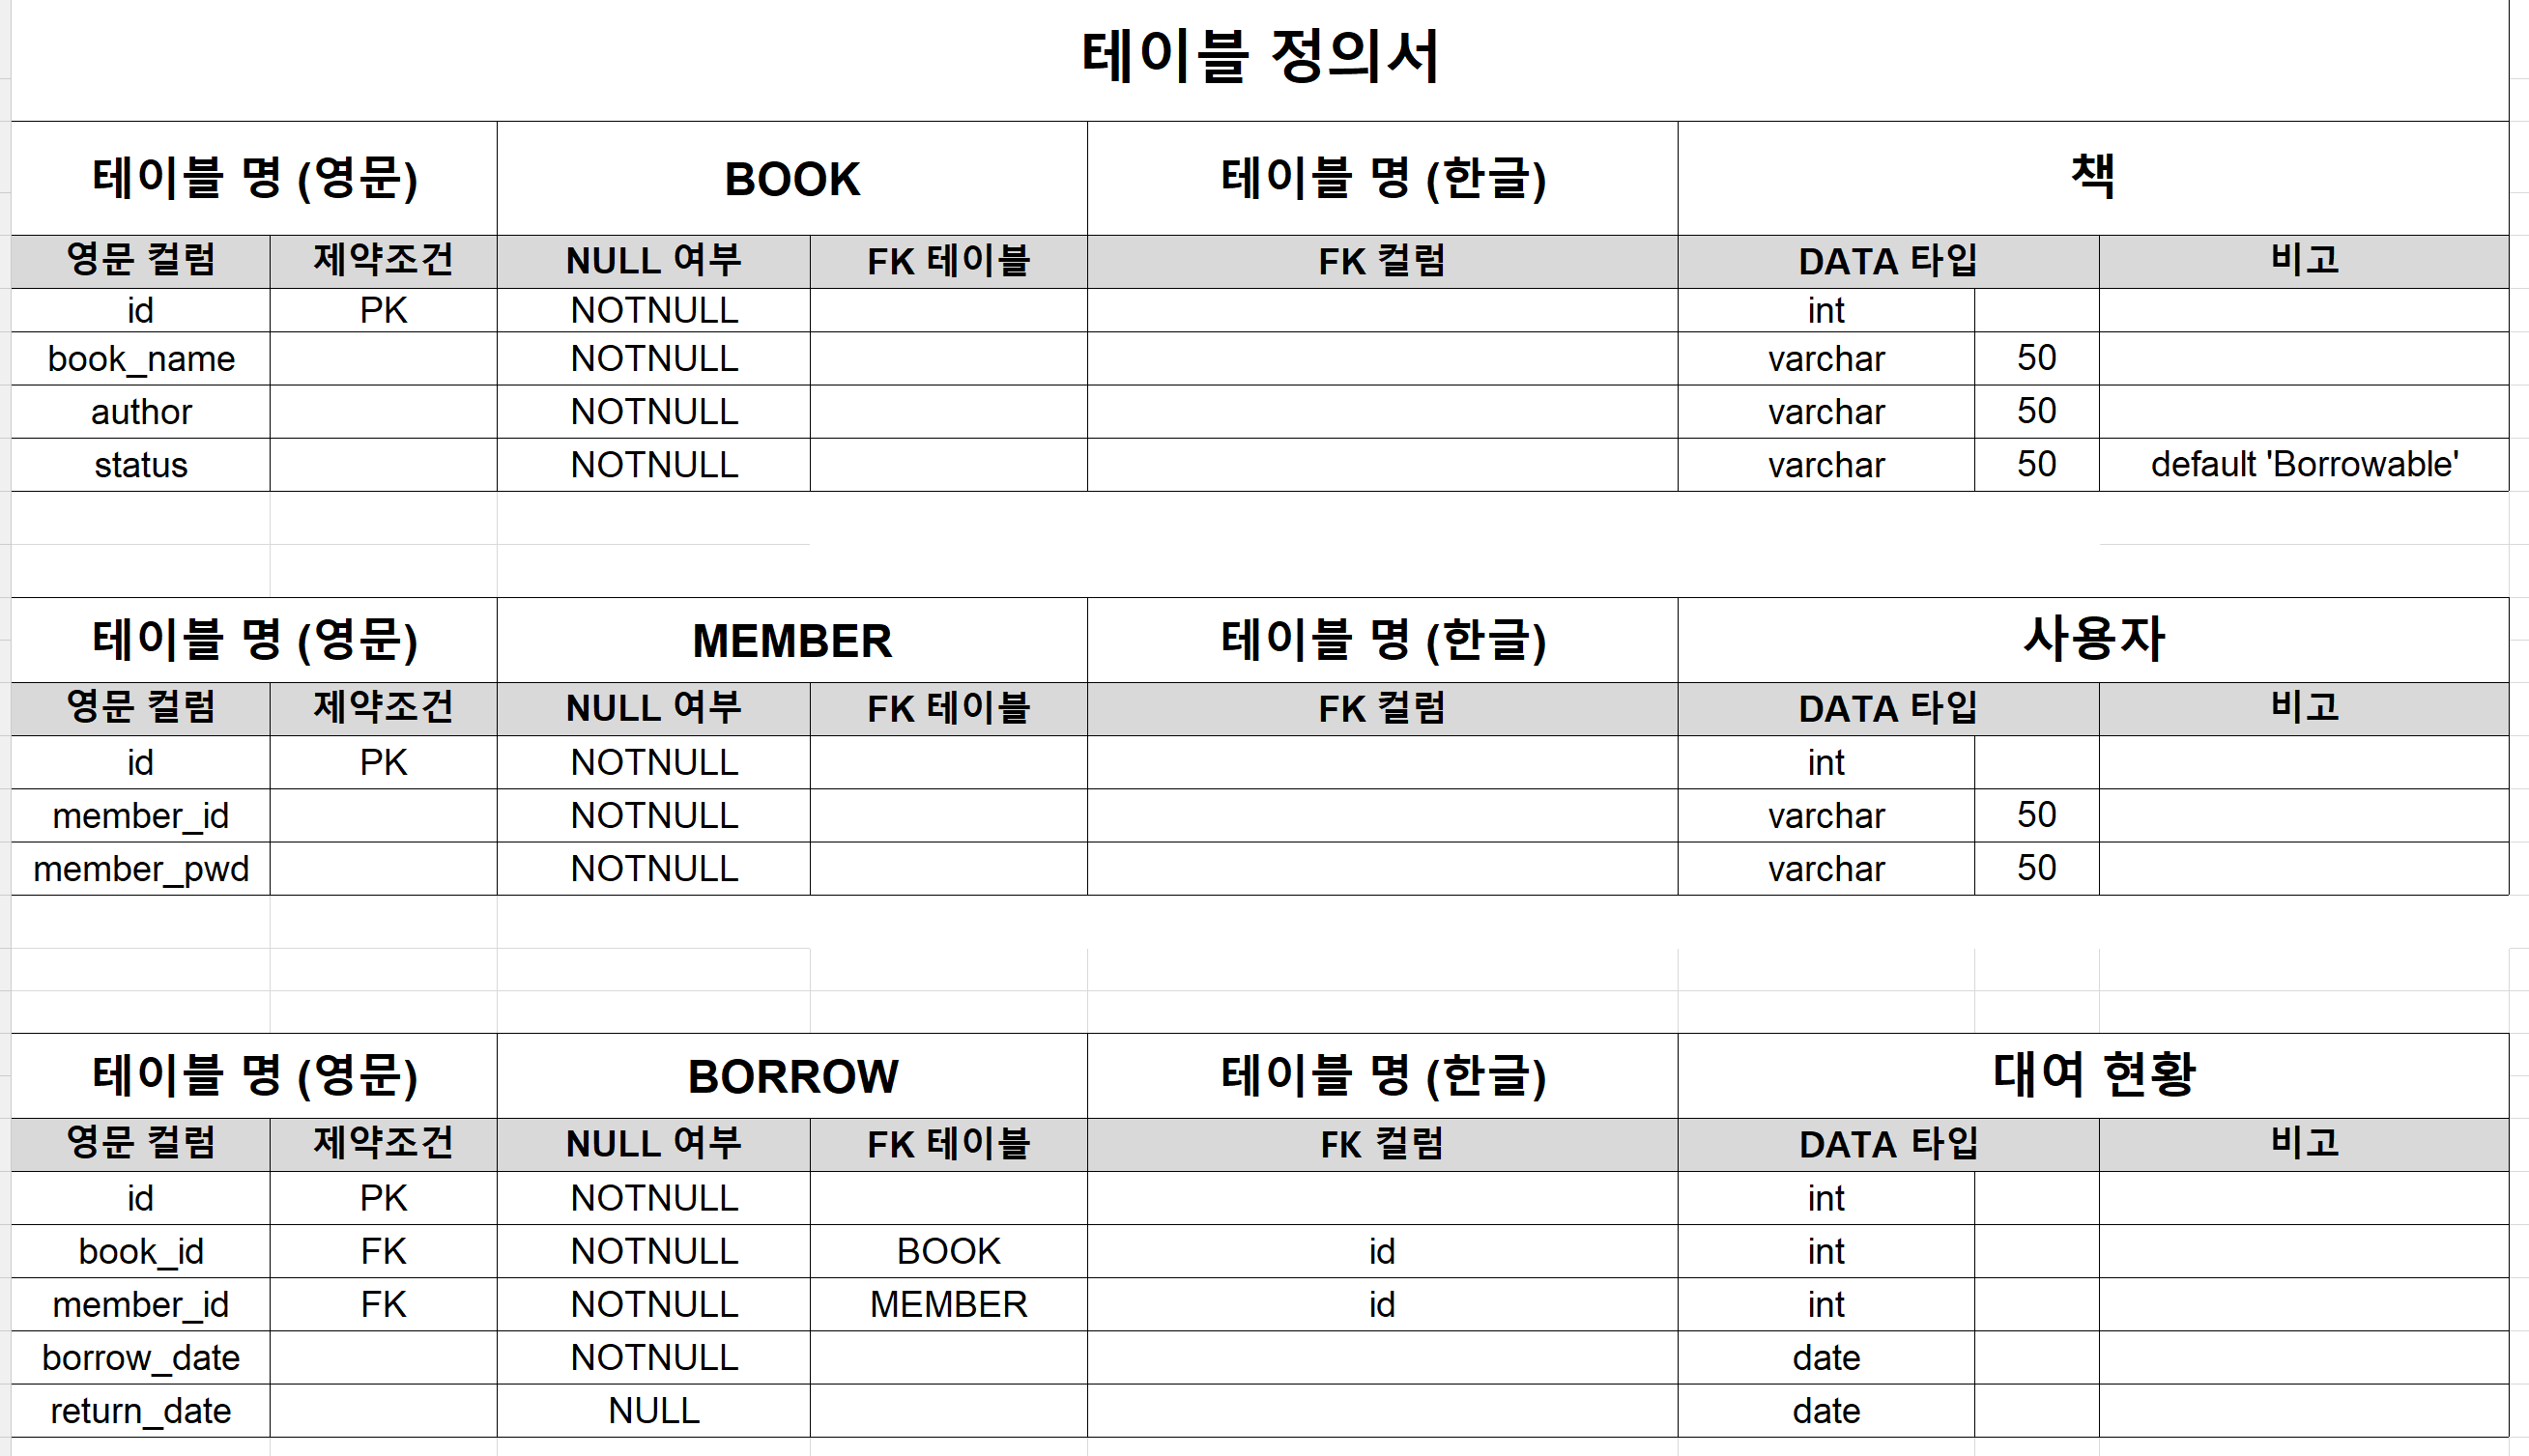 테이블 정의서
테이블 명 (영문) BOOK 테이블 명 (한글) 책
영문 컬럼 제약조건 NULL 여부 FK 테이블 FK 컬럼 DATA 타입 비고
id PK NOTNULL int
book_name NOTNULL varchar 50
author NOTNULL varchar 50
status NOTNULL varchar 50 default 'Borrowable'
테이블 명 (영문) MEMBER 테이블 명 (한글) 사용자
영문 컬럼 제약조건 NULL 여부 FK 테이블 FK 컬럼 DATA 타입 비고
id PK NOTNULL int
member_id NOTNULL varchar 50
member_pwd NOTNULL varchar 50
테이블 명 (영문) BORROW 테이블 명 (한글) 대여 현황
영문 컬럼 제약조건 NULL 여부 FK 테이블 FK 컬럼 DATA 타입 비고
id PK NOTNULL int
book_id FK NOTNULL BOOK id int
member_id FK NOTNULL MEMBER id int
borrow_date NOTNULL date
return_date NULL date